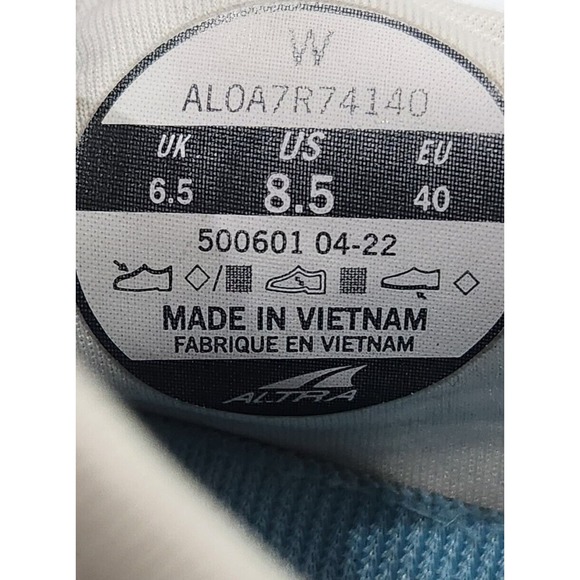 W
AL0A7R74140
UK US EU
6.5 8.5 40
500601 04-22
/
MADE IN VIETNAM
FABRIQUE EN VIETNAM
ALTRA